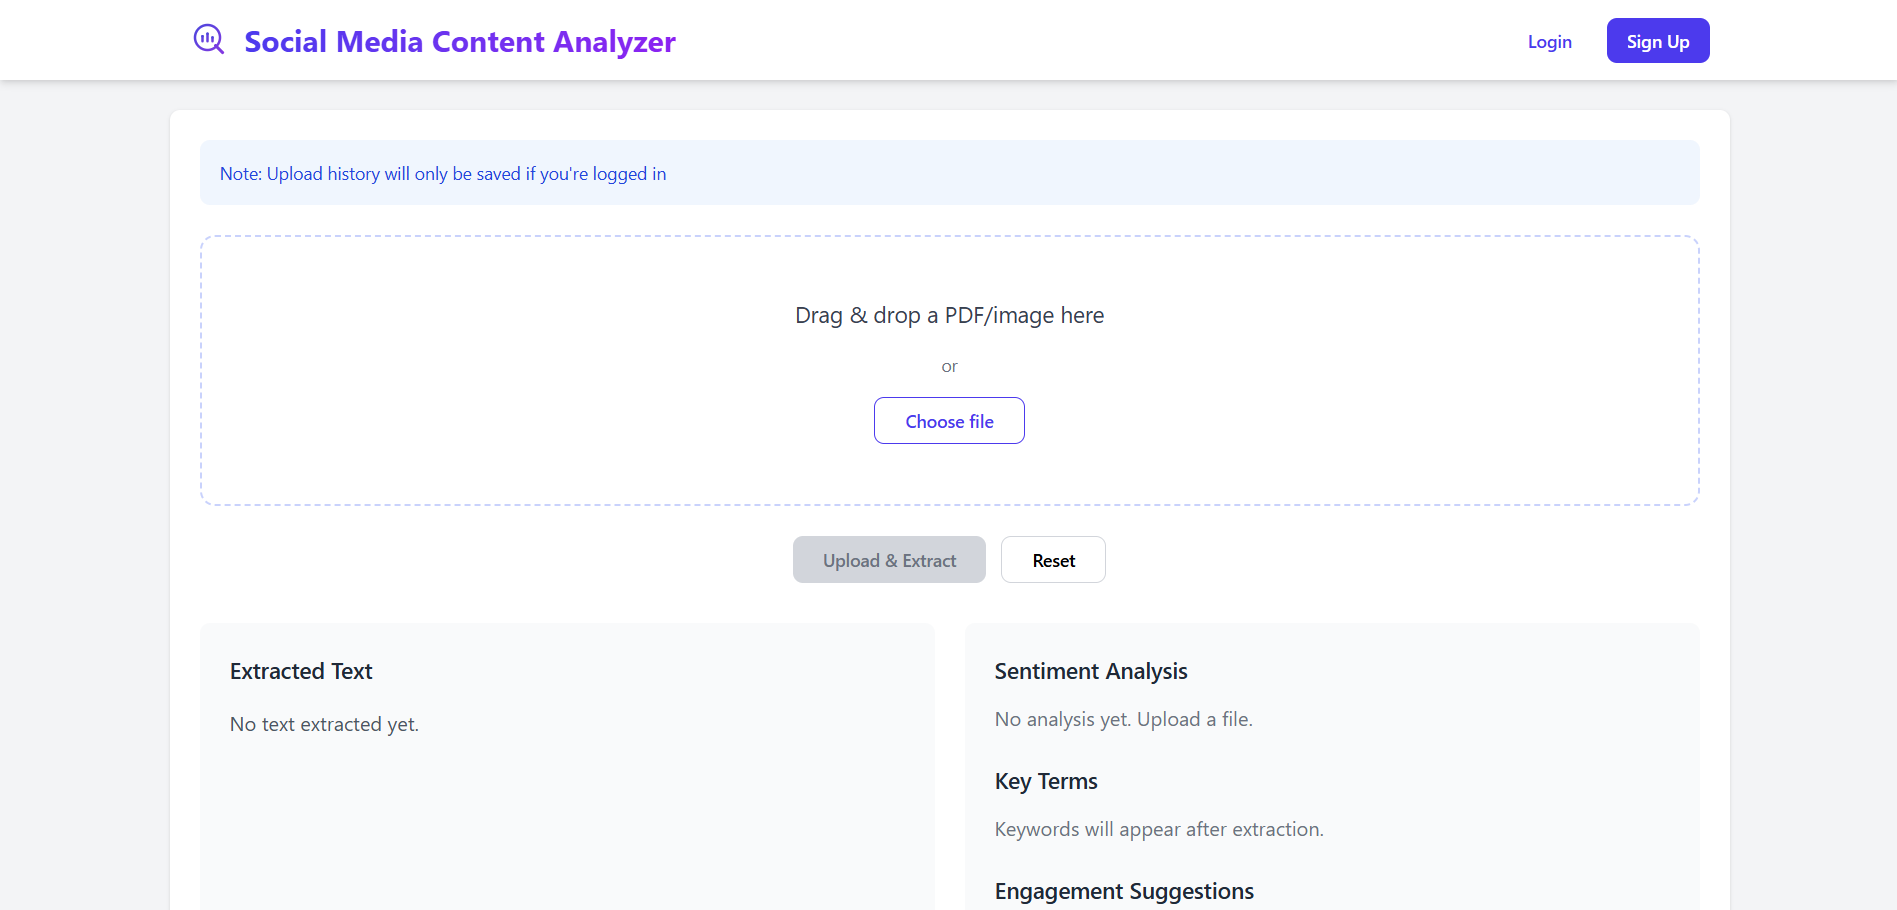 Social Media Content Analyzer
Login
Sign Up
Note: Upload history will only be saved if you're logged in
Drag & drop a PDF/image here
or
Choose file
Upload & Extract
Reset
Extracted Text
No text extracted yet.
Sentiment Analysis
No analysis yet. Upload a file.
Key Terms
Keywords will appear after extraction.
Engagement Suggestions